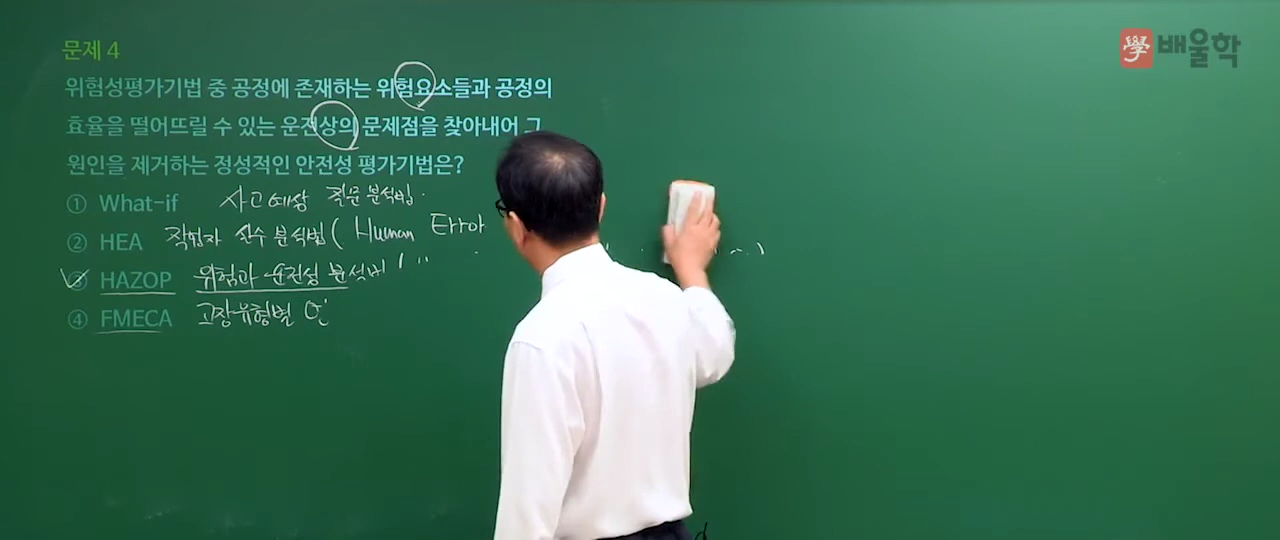 문제 4
學 배울학
위험성평가기법 중 공정에 존재하는 위험요소들과 공정의
효율을 떨어뜨릴 수 있는 운전상의 문제점을 찾아내어 그
원인을 제거하는 정성적인 안전성 평가기법은?
① What-if 사고예상 질문 분석법.
② HEA 작업자 실수 분석법 ( Human Error
③ HAZOP 위험과 운전성 분석법
④ FMECA 고장유형별